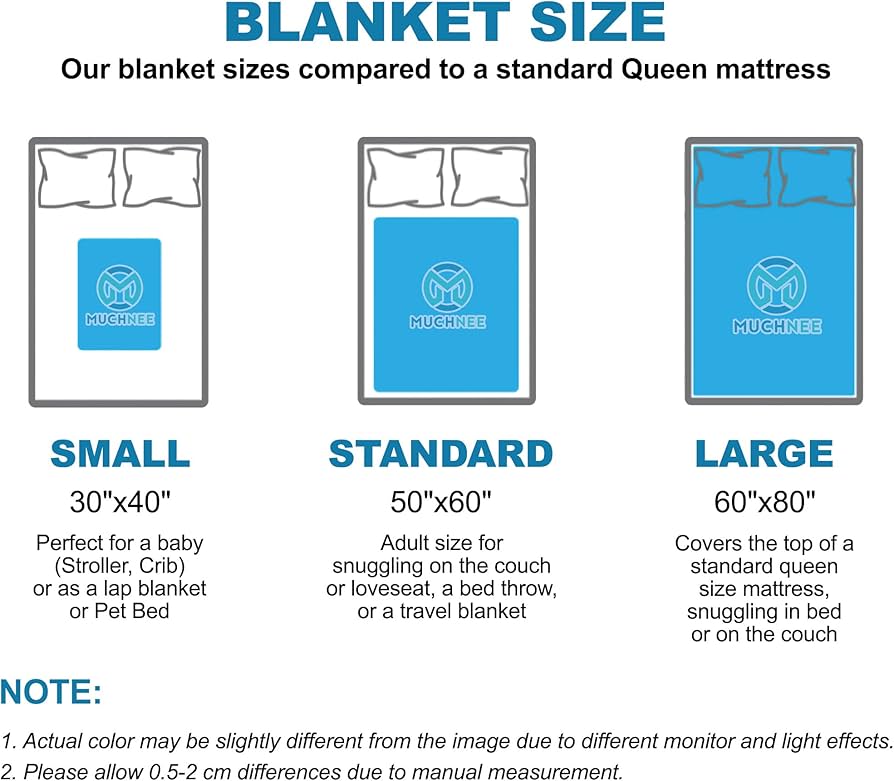 BLANKET SIZE
Our blanket sizes compared to a standard Queen mattress
MUCHNEE
MUCHNEE
MUCHNEE
SMALL
30"x40"
Perfect for a baby
(Stroller, Crib)
or as a lap blanket
or Pet Bed
STANDARD
50"x60"
Adult size for
snuggling on the couch
or loveseat, a bed throw,
or a travel blanket
LARGE
60"x80"
Covers the top of a
standard queen
size mattress,
snuggling in bed
or on the couch
NOTE:
1. Actual color may be slightly different from the image due to different monitor and light effects.
2. Please allow 0.5-2 cm differences due to manual measurement.